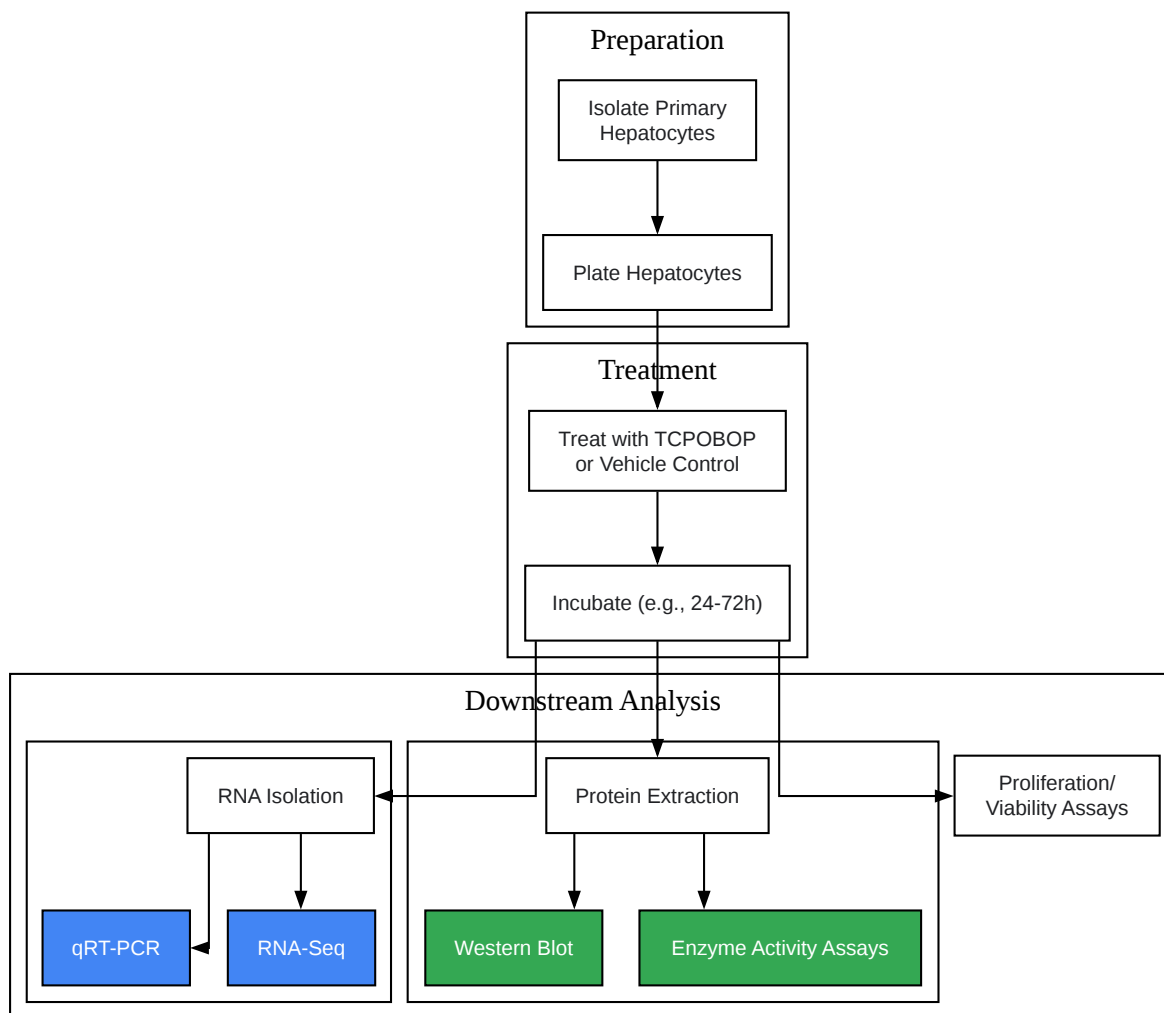 Preparation
Isolate Primary
Hepatocytes
Plate Hepatocytes
Treatment
Treat with TCPOBOP
or Vehicle Control
Incubate (e.g., 24-72h)
Downstream Analysis
RNA Isolation
Protein Extraction
Proliferation/
Viability Assays
qRT-PCR
RNA-Seq
Western Blot
Enzyme Activity Assays